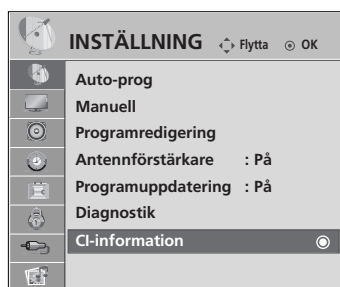 INSTÄLLNING Flytta OK
Auto-prog
Manuell
Programredigering
Antennförstärkare : På
Programuppdatering : På
Diagnostik
CI-information